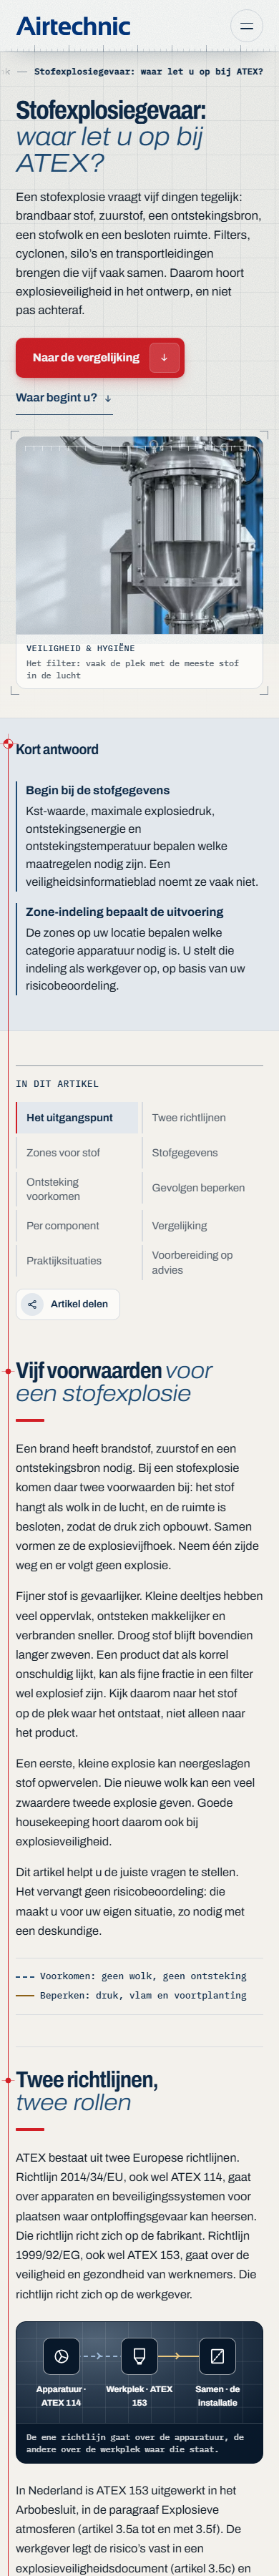 Airtechnic
Stofexplosiegevaar: waar let u op bij ATEX?
Stofexplosiegevaar:
waar let u op bij
ATEX?
Een stofexplosie vraagt vijf dingen tegelijk:
brandbaar stof, zuurstof, een ontstekingsbron,
een stofwolk en een besloten ruimte. Filters,
cyclonen, silo’s en transportleidingen
brengen die vijf vaak samen. Daarom hoort
explosieveiligheid in het ontwerp, en niet
pas achteraf.
Naar de vergelijking
Waar begint u?
VEILIGHEID & HYGIËNE
Het filter: vaak de plek met de meeste stof
in de lucht
Kort antwoord
Begin bij de stofgegevens
Kst-waarde, maximale explosiedruk,
ontstekingsenergie en
ontstekingstemperatuur bepalen welke
maatregelen nodig zijn. Een
veiligheidsinformatieblad noemt ze vaak niet.
Zone-indeling bepaalt de uitvoering
De zones op uw locatie bepalen welke
categorie apparatuur nodig is. U stelt die
indeling als werkgever op, op basis van uw
risicobeoordeling.
IN DIT ARTIKEL
Het uitgangspunt
Twee richtlijnen
Zones voor stof
Stofgegevens
Ontsteking
voorkomen
Gevolgen beperken
Per component
Vergelijking
Praktijksituaties
Voorbereiding op
advies
Artikel delen
Vijf voorwaarden voor
een stofexplosie
Een brand heeft brandstof, zuurstof en een
ontstekingsbron nodig. Bij een stofexplosie
komen daar twee voorwaarden bij: het stof
hangt als wolk in de lucht, en de ruimte is
besloten, zodat de druk zich opbouwt. Samen
vormen ze de explosievijfhoek. Neem één zijde
weg en er volgt geen explosie.
Fijner stof is gevaarlijker. Kleine deeltjes hebben
veel oppervlak, ontsteken makkelijker en
verbranden sneller. Droog stof blijft bovendien
langer zweven. Een product dat als korrel
onschuldig lijkt, kan als fijne fractie in een filter
wel explosief zijn. Kijk daarom naar het stof
op de plek waar het ontstaat, niet alleen naar
het product.
Een eerste, kleine explosie kan neergeslagen
stof opwervelen. Die nieuwe wolk kan een veel
zwaardere tweede explosie geven. Goede
housekeeping hoort daarom ook bij
explosieveiligheid.
Dit artikel helpt u de juiste vragen te stellen.
Het vervangt geen risicobeoordeling: die
maakt u voor uw eigen situatie, zo nodig met
een deskundige.
Voorkomen: geen wolk, geen ontsteking
Beperken: druk, vlam en voortplanting
Twee richtlijnen,
twee rollen
ATEX bestaat uit twee Europese richtlijnen.
Richtlijn 2014/34/EU, ook wel ATEX 114, gaat
over apparaten en beveiligingssystemen voor
plaatsen waar ontploffingsgevaar kan heersen.
Die richtlijn richt zich op de fabrikant. Richtlijn
1999/92/EG, ook wel ATEX 153, gaat over de
veiligheid en gezondheid van werknemers. Die
richtlijn richt zich op de werkgever.
Apparatuur ·
ATEX 114
Werkplek · ATEX
153
Samen · de
installatie
De ene richtlijn gaat over de apparatuur, de
andere over de werkplek waar die staat.
In Nederland is ATEX 153 uitgewerkt in het
Arbobesluit, in de paragraaf Explosieve
atmosferen (artikel 3.5a tot en met 3.5f). De
werkgever legt de risico’s vast in een
explosieveiligheidsdocument (artikel 3.5c) en